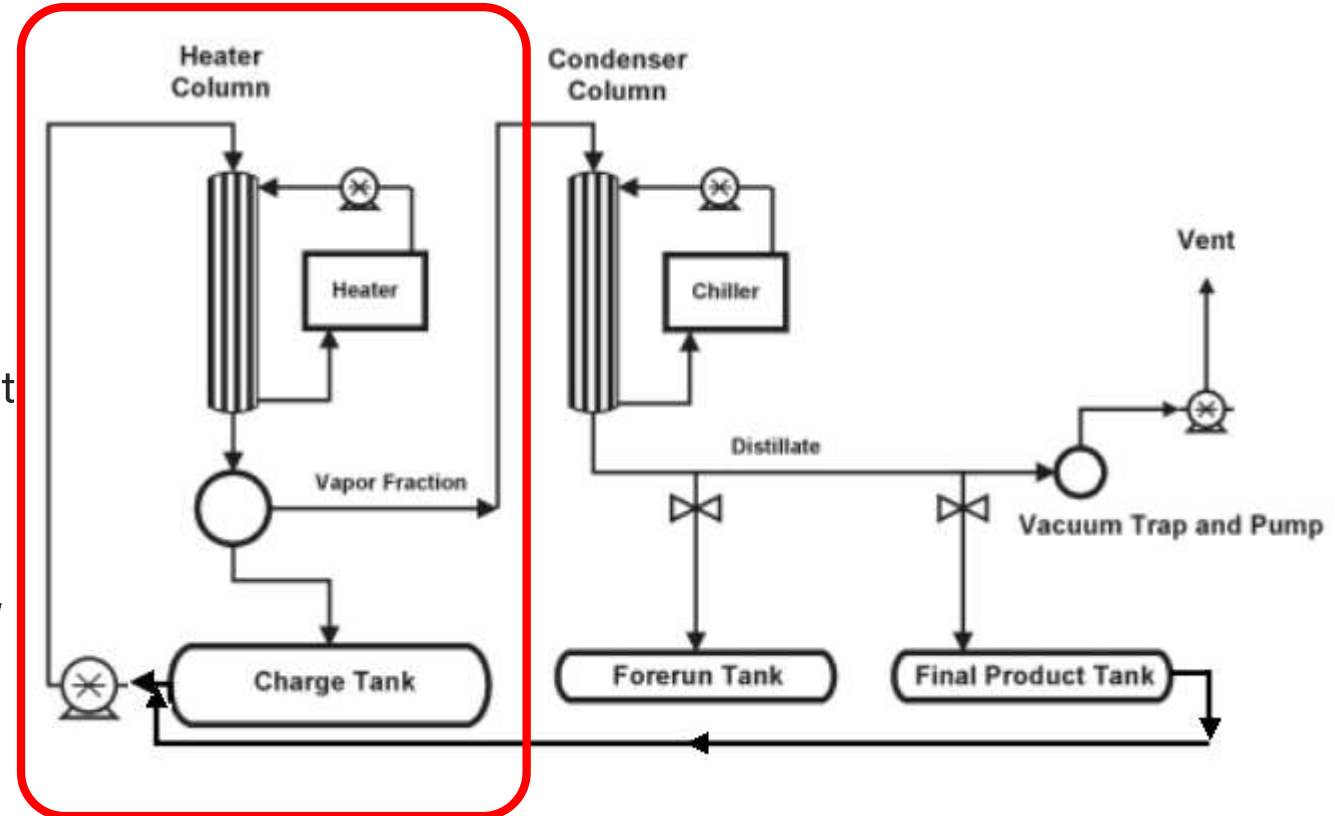 Heater
Column
Condenser
Column
Heater
Chiller
Vent
t
Distillate
Vapor Fraction
Vacuum Trap and Pump
Charge Tank
Forerun Tank
Final Product Tank